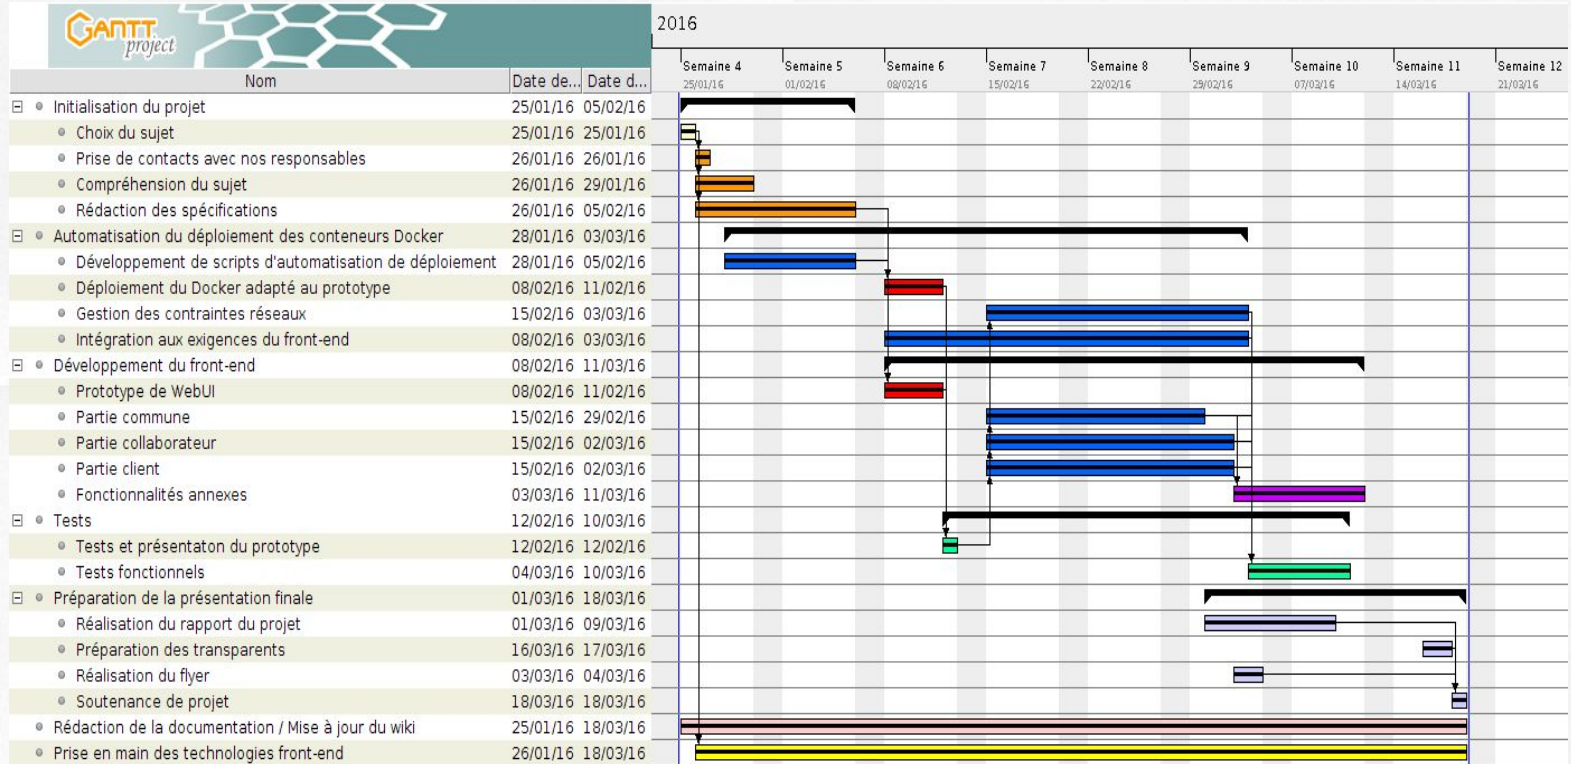 GANTT
project
2016
Semaine 4 Semaine 5 Semaine 6 Semaine 7 Semaine 8 Semaine 9 Semaine 10 Semaine 11 Semaine 12
25/01/16 01/02/16 08/02/16 15/02/16 22/02/16 29/02/16 07/03/16 14/03/16 21/03/16
Nom Date de... Date d...
Initialisation du projet 25/01/16 05/02/16
Choix du sujet 25/01/16 25/01/16
Prise de contacts avec nos responsables 26/01/16 26/01/16
Compréhension du sujet 26/01/16 29/01/16
Rédaction des spécifications 26/01/16 05/02/16
Automatisation du déploiement des conteneurs Docker 28/01/16 03/03/16
Développement de scripts d'automatisation de déploiement 28/01/16 05/02/16
Déploiement du Docker adapté au prototype 08/02/16 11/02/16
Gestion des contraintes réseaux 15/02/16 03/03/16
Intégration aux exigences du front-end 08/02/16 03/03/16
Développement du front-end 08/02/16 11/03/16
Prototype de WebUI 08/02/16 11/02/16
Partie commune 15/02/16 29/02/16
Partie collaborateur 15/02/16 02/03/16
Partie client 15/02/16 02/03/16
Fonctionnalités annexes 03/03/16 11/03/16
Tests 12/02/16 10/03/16
Tests et présentaton du prototype 12/02/16 12/02/16
Tests fonctionnels 04/03/16 10/03/16
Préparation de la présentation finale 01/03/16 18/03/16
Réalisation du rapport du projet 01/03/16 09/03/16
Préparation des transparents 16/03/16 17/03/16
Réalisation du flyer 03/03/16 04/03/16
Soutenance de projet 18/03/16 18/03/16
Rédaction de la documentation / Mise à jour du wiki 25/01/16 18/03/16
Prise en main des technologies front-end 26/01/16 18/03/16